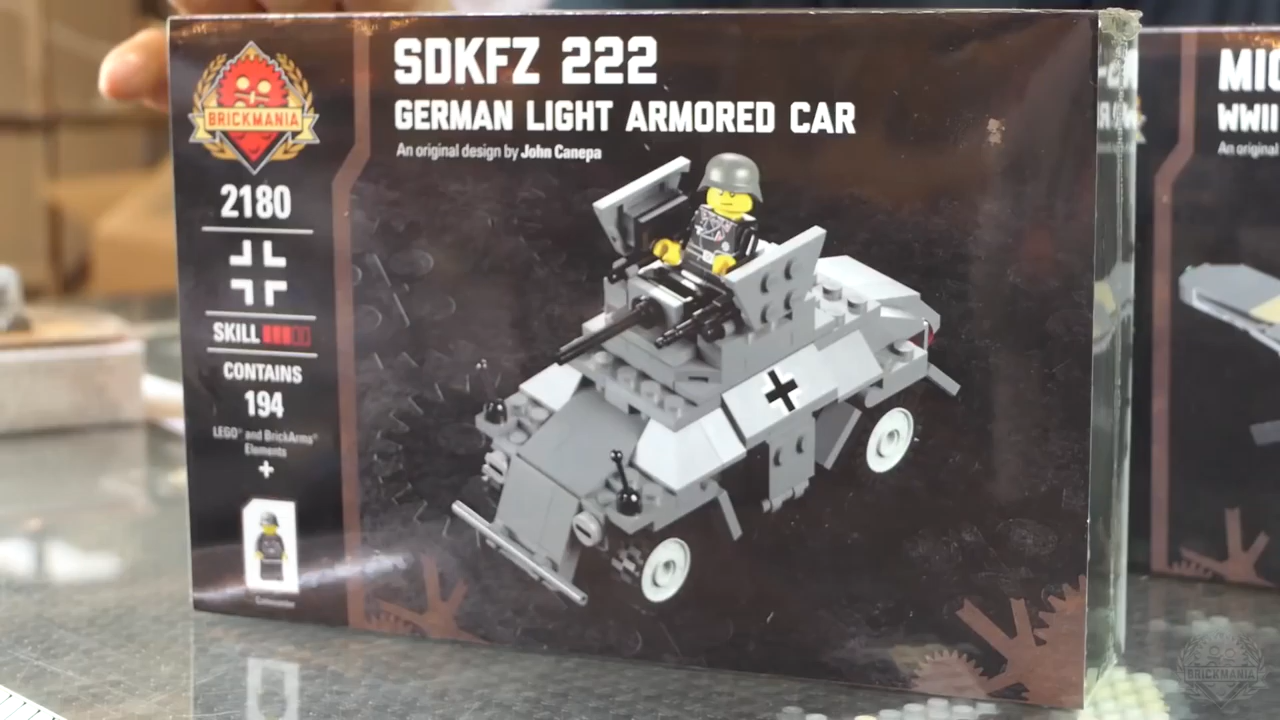 BRICKMANIA
2180
SKILL
CONTAINS
194
LEGO® and BrickArms®
Elements
+
Commander
SDKFZ 222
GERMAN LIGHT ARMORED CAR
An original design by John Canepa
MIG
WWII
An original
BRICKMANIA